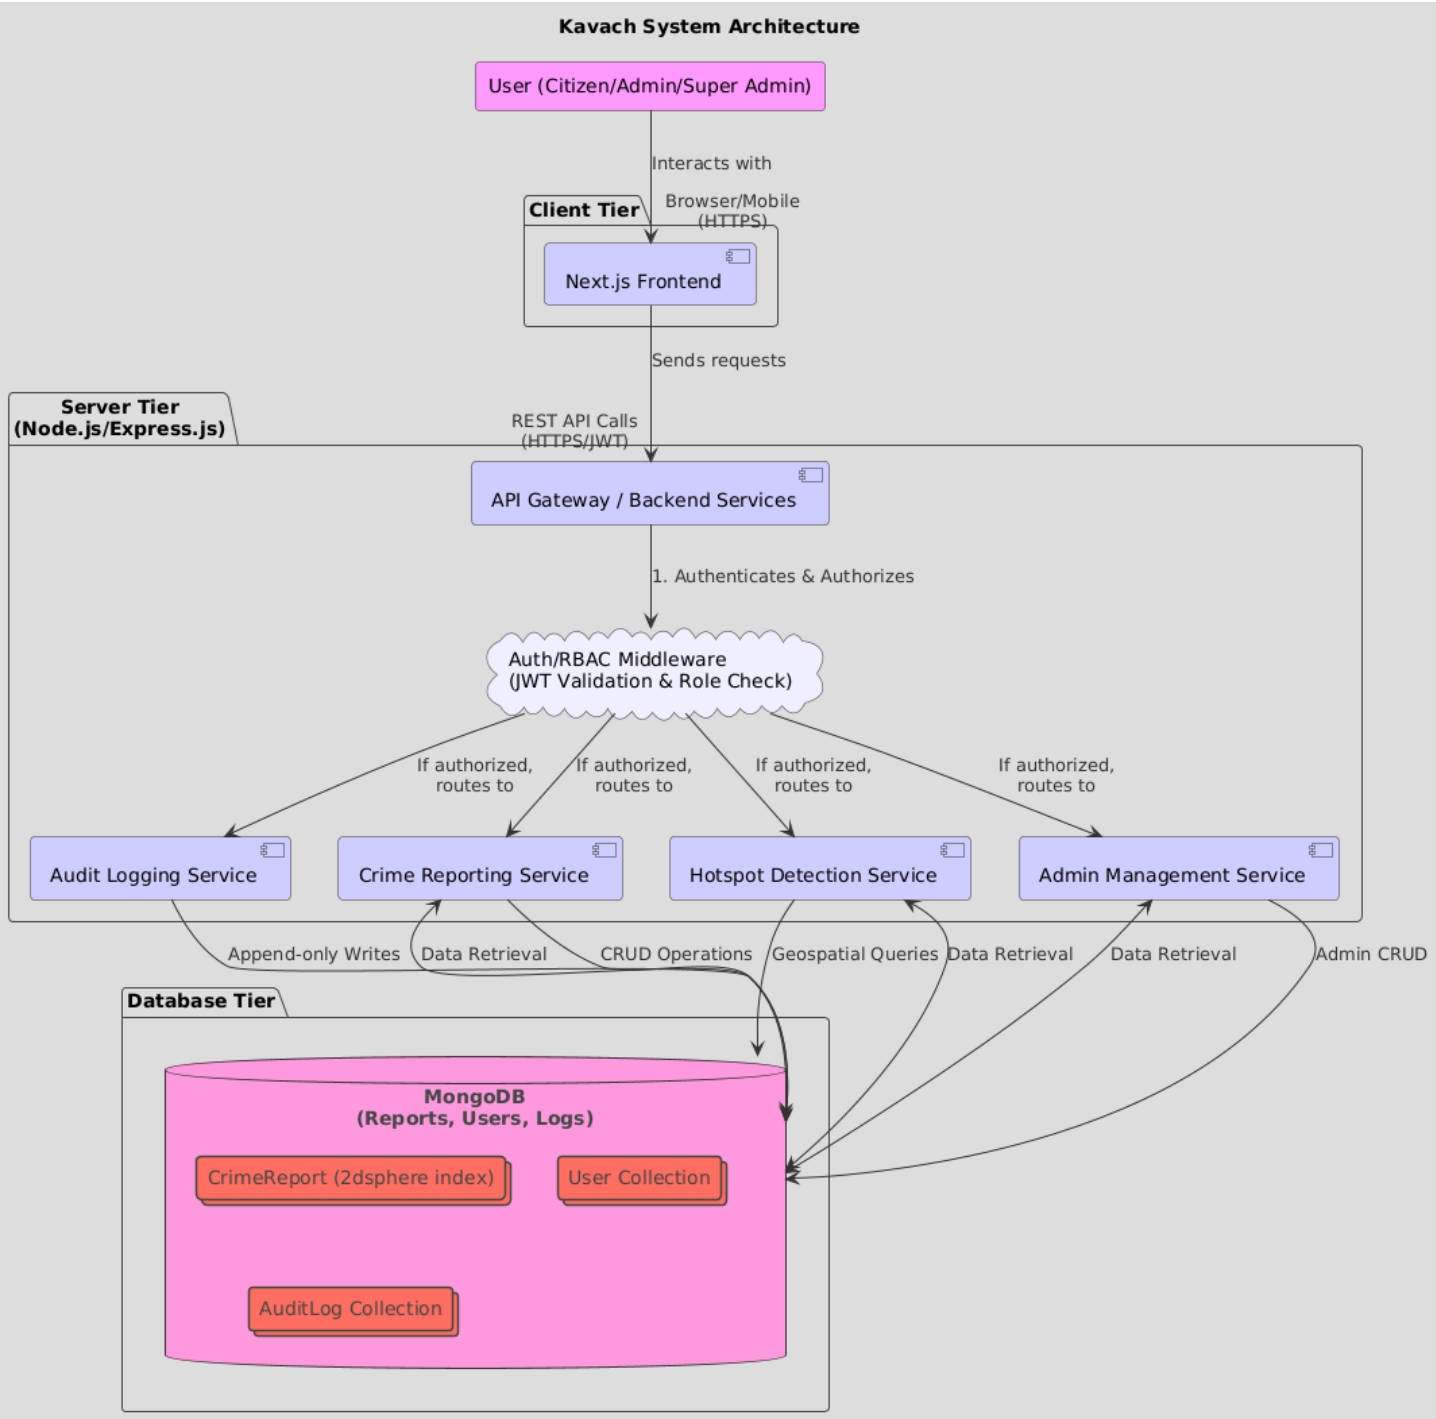 Kavach System Architecture
User (Citizen/Admin/Super Admin)
Interacts with
Browser/Mobile
(HTTPS)
Client Tier
Next.js Frontend
Sends requests
Server Tier
(Node.js/Express.js)
REST API Calls
(HTTPS/JWT)
API Gateway / Backend Services
1. Authenticates & Authorizes
Auth/RBAC Middleware
(JWT Validation & Role Check)
If authorized,
routes to
If authorized,
routes to
If authorized,
routes to
If authorized,
routes to
Audit Logging Service
Crime Reporting Service
Hotspot Detection Service
Admin Management Service
Append-only Writes
Data Retrieval
CRUD Operations
Geospatial Queries
Data Retrieval
Data Retrieval
Admin CRUD
Database Tier
MongoDB
(Reports, Users, Logs)
CrimeReport (2dsphere index)
User Collection
AuditLog Collection